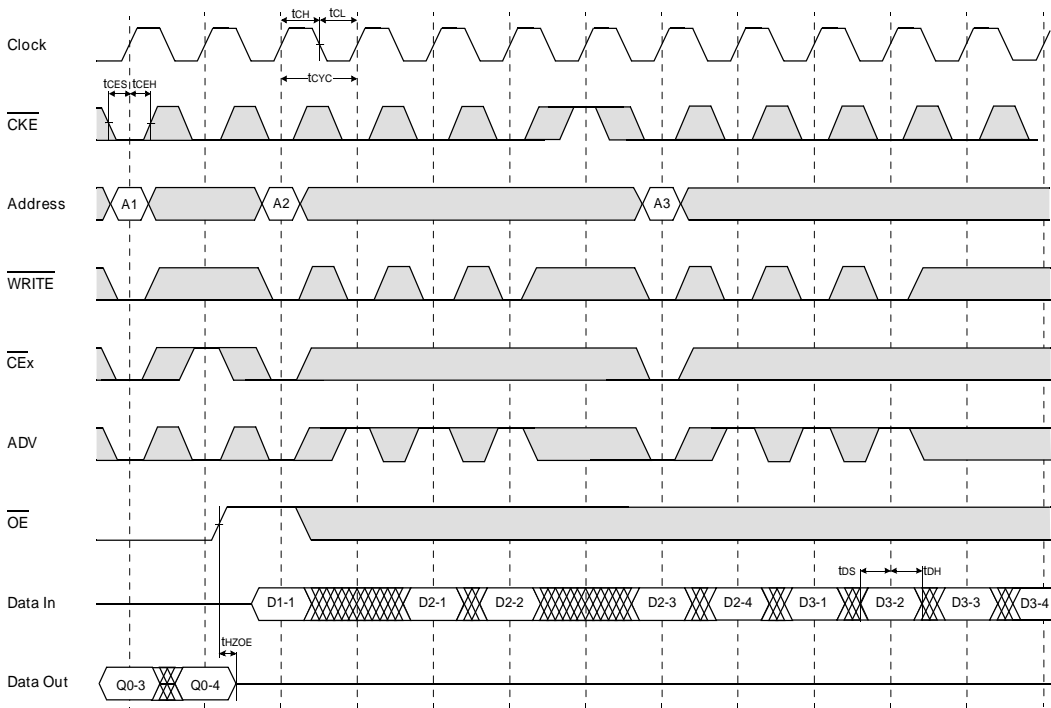 tCH tCL
Clock
tCYC
tCES tCEH
CKE
Address A1 A2 A3
WRITE
CEx
ADV
OE
tDS tDH
Data In D1-1 D2-1 D2-2 D2-3 D2-4 D3-1 D3-2 D3-3 D3-4
tHZOE
Data Out Q0-3 Q0-4